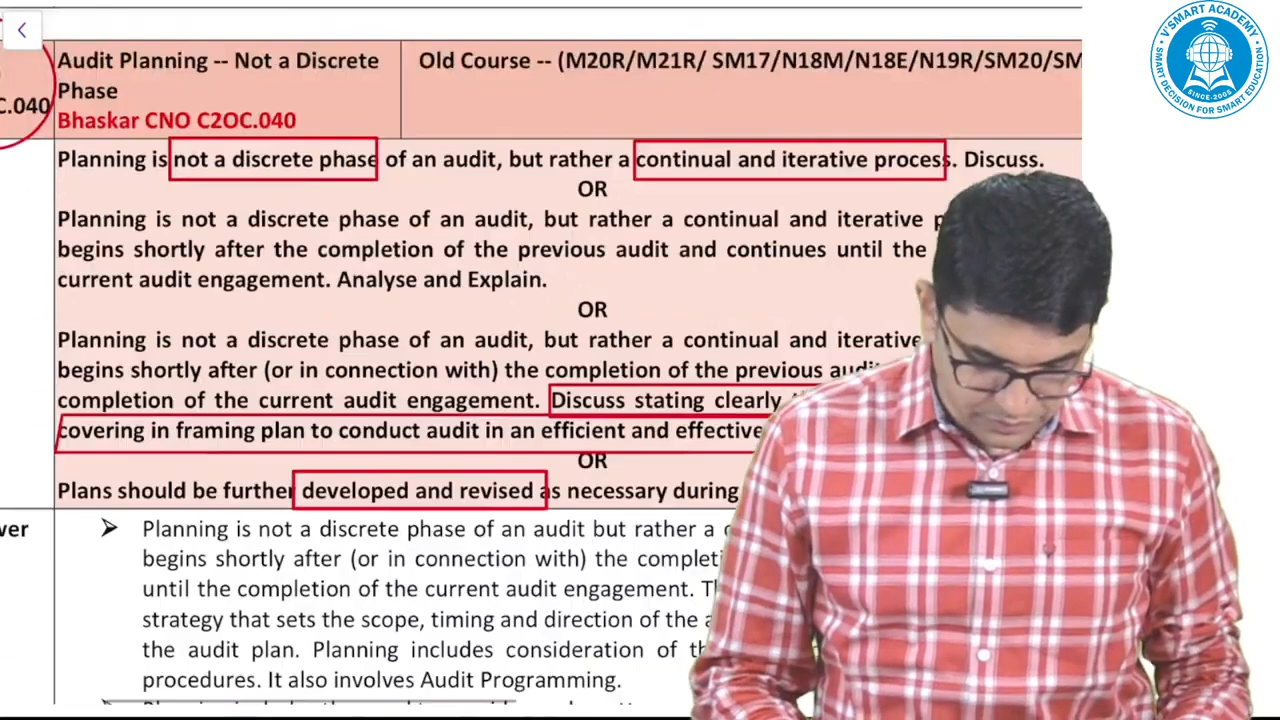 C.040
Audit Planning -- Not a Discrete
Phase
Bhaskar CNO C2OC.040
Old Course -- (M20R/M21R/ SM17/N18M/N18E/N19R/SM20/SM
V'SMART ACADEMY
SMART DECISION FOR SMART EDUCATION
SINCE-2005
Planning is not a discrete phase of an audit, but rather a continual and iterative process. Discuss.
OR
Planning is not a discrete phase of an audit, but rather a continual and iterative
begins shortly after the completion of the previous audit and continues until the
current audit engagement. Analyse and Explain.
OR
Planning is not a discrete phase of an audit, but rather a continual and iterative
begins shortly after (or in connection with) the completion of the previous
completion of the current audit engagement. Discuss stating clearly
covering in framing plan to conduct audit in an efficient and effective
OR
Plans should be further developed and revised as necessary during
wer
➤ Planning is not a discrete phase of an audit but rather a
begins shortly after (or in connection with) the
until the completion of the current audit engagement.
strategy that sets the scope, timing and direction of the
the audit plan. Planning includes consideration of
procedures. It also involves Audit Programming.